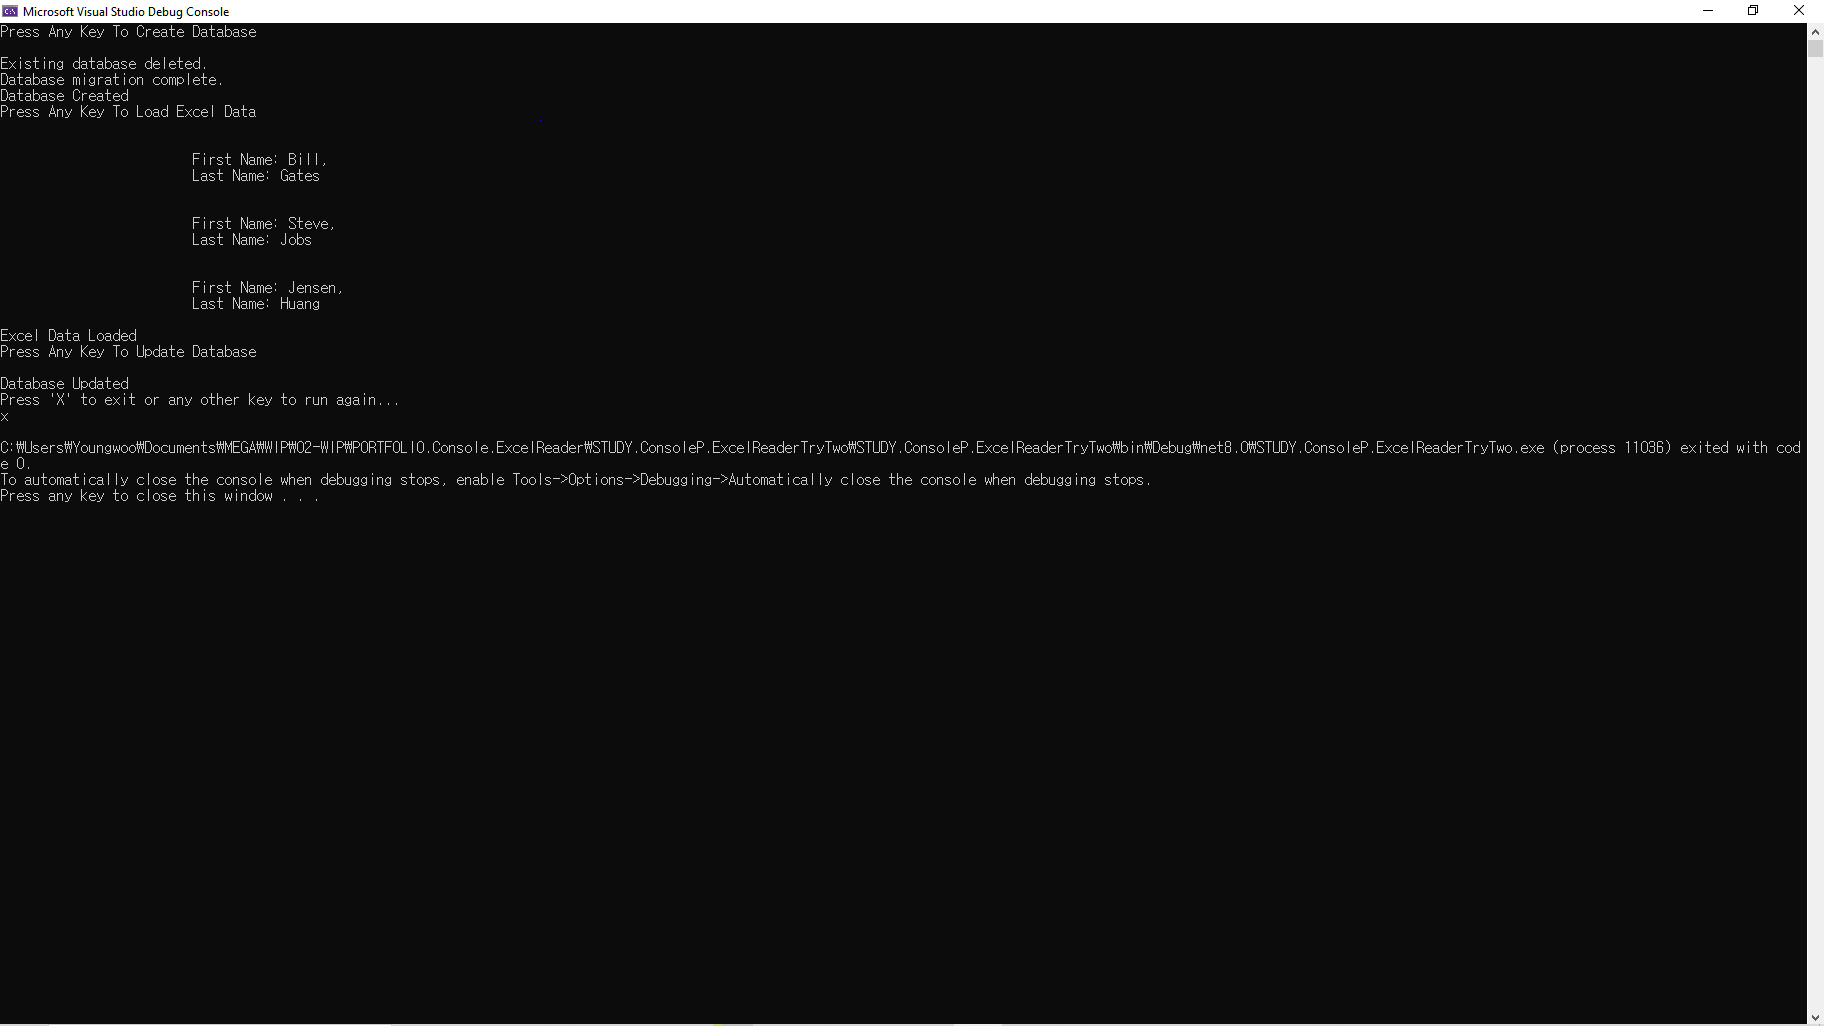 Microsoft Visual Studio Debug Console
Press Any Key To Create Database
Existing database deleted.
Database migration complete.
Database Created
Press Any Key To Load Excel Data
First Name: Bill,
Last Name: Gates
First Name: Steve,
Last Name: Jobs
First Name: Jensen,
Last Name: Huang
Excel Data Loaded
Press Any Key To Update Database
Database Updated
Press 'X' to exit or any other key to run again...
x
C:₩Users₩Youngwoo₩Documents₩MEGA₩WIP₩02-WIP₩PORTFOLIO.Console.ExcelReader₩STUDY.ConsoleP.ExcelReaderTryTwo₩STUDY.ConsoleP.ExcelReaderTryTwo₩bin₩Debug₩net8.0₩STUDY.ConsoleP.ExcelReaderTryTwo.exe (process 11036) exited with cod
e 0.
To automatically close the console when debugging stops, enable Tools->Options->Debugging->Automatically close the console when debugging stops.
Press any key to close this window . . .